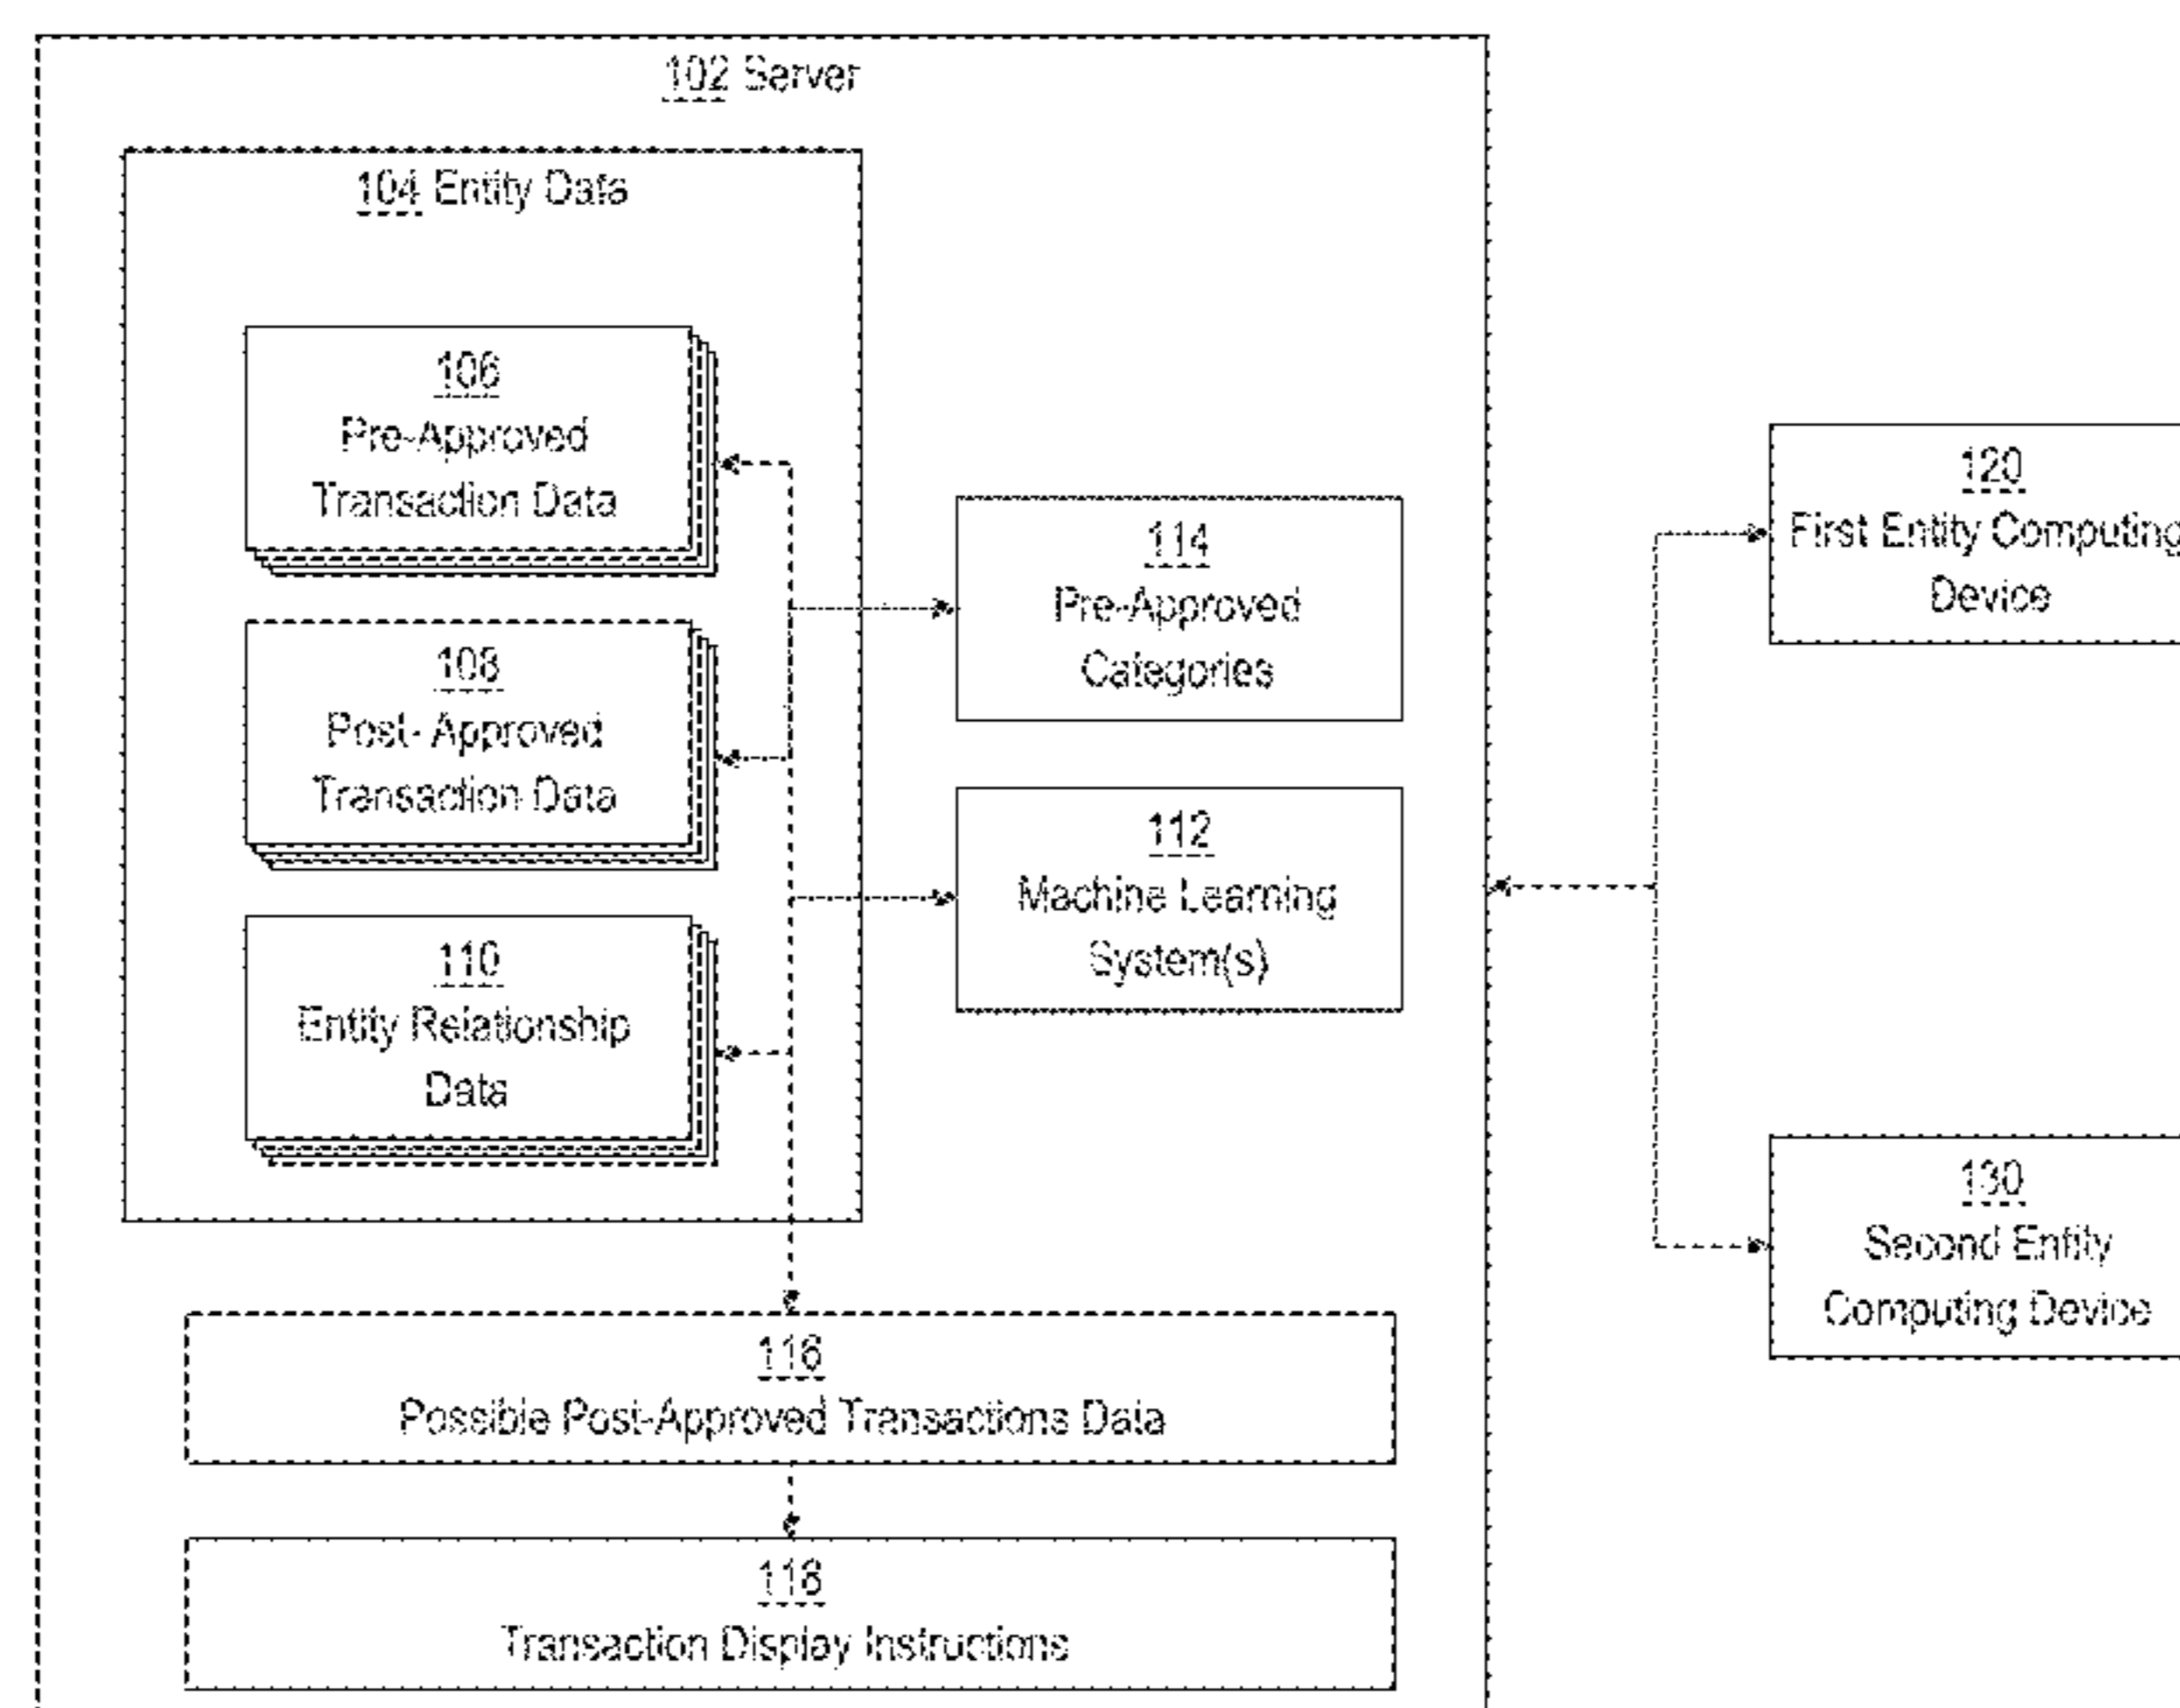 102 Server
104 Entity Data
106
Pre-Approved
Transaction Data
108
Post- Approved
Transaction Data
110
Entity Relationship
Data
114
Pre-Approved
Categories
112
Machine Learning
System(s)
116
Possible Post-Approved Transactions Data
118
Transaction Display Instructions
120
First Entity Computing
Device
130
Second Entity
Computing Device